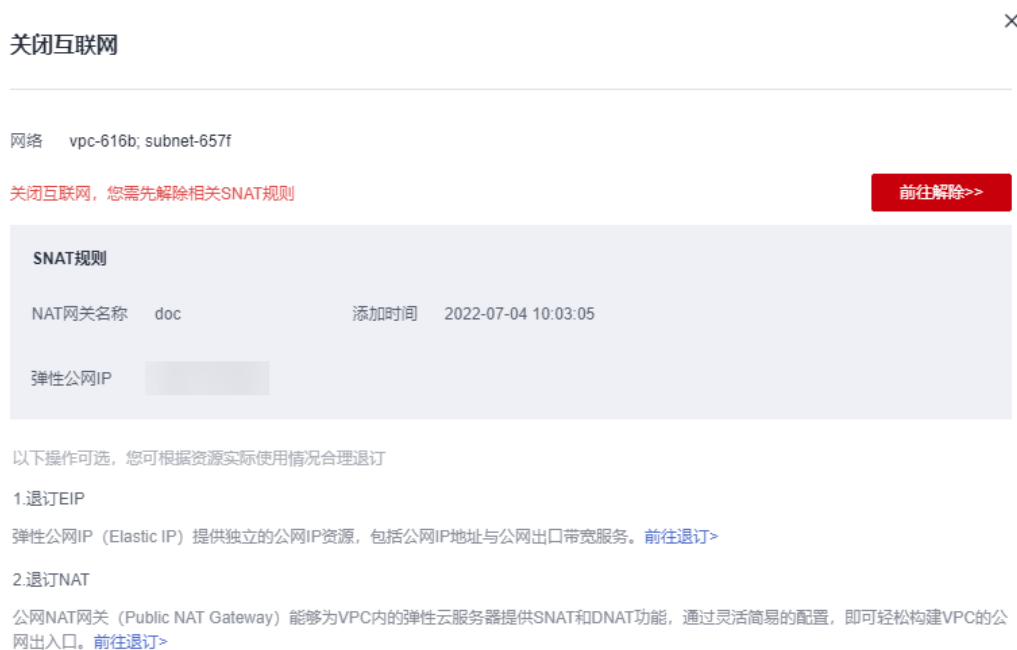 关闭互联网
网络 vpc-616b; subnet-657f
关闭互联网，您需先解除相关SNAT规则 前往解除>>
SNAT规则
NAT网关名称 doc 添加时间 2022-07-04 10:03:05
弹性公网IP
以下操作可选，您可根据资源实际使用情况合理退订
1.退订EIP
弹性公网IP（Elastic IP）提供独立的公网IP资源，包括公网IP地址与公网出口带宽服务。前往退订>
2.退订NAT
公网NAT网关（Public NAT Gateway）能够为VPC内的弹性云服务器提供SNAT和DNAT功能，通过灵活简易的配置，即可轻松构建VPC的公
网出入口。前往退订>